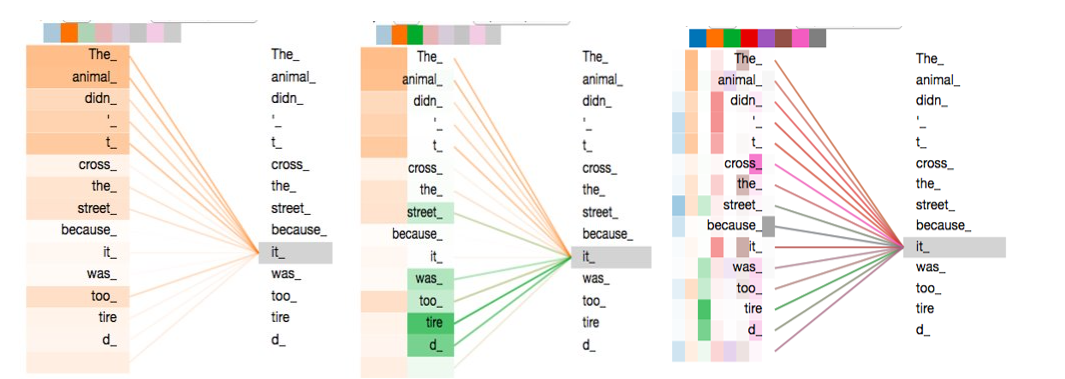 The_
animal_
didn_
'_
t_
cross_
the_
street_
because_
it_
was_
too_
tire
d_
The_
animal_
didn_
'_
t_
cross_
the_
street_
because_
it_
was_
too_
tire
d_
The_
animal_
didn_
'_
t_
cross_
the_
street_
because_
it_
was_
too_
tire
d_
The_
animal_
didn_
'_
t_
cross_
the_
street_
because_
it_
was_
too_
tire
d_
The_
animal_
didn_
'_
t_
cross_
the_
street_
because_
it_
was_
too_
tire
d_
The_
animal_
didn_
'_
t_
cross_
the_
street_
because_
it_
was_
too_
tire
d_